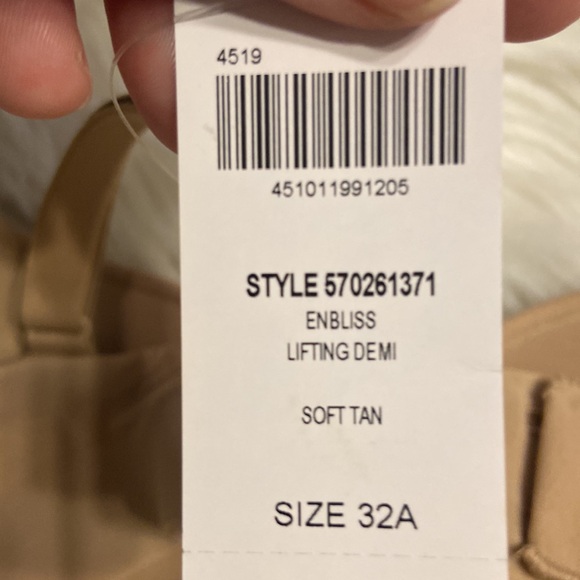 4519
451011991205
STYLE 570261371
ENBLISS
LIFTING DEMI
SOFT TAN
SIZE 32A